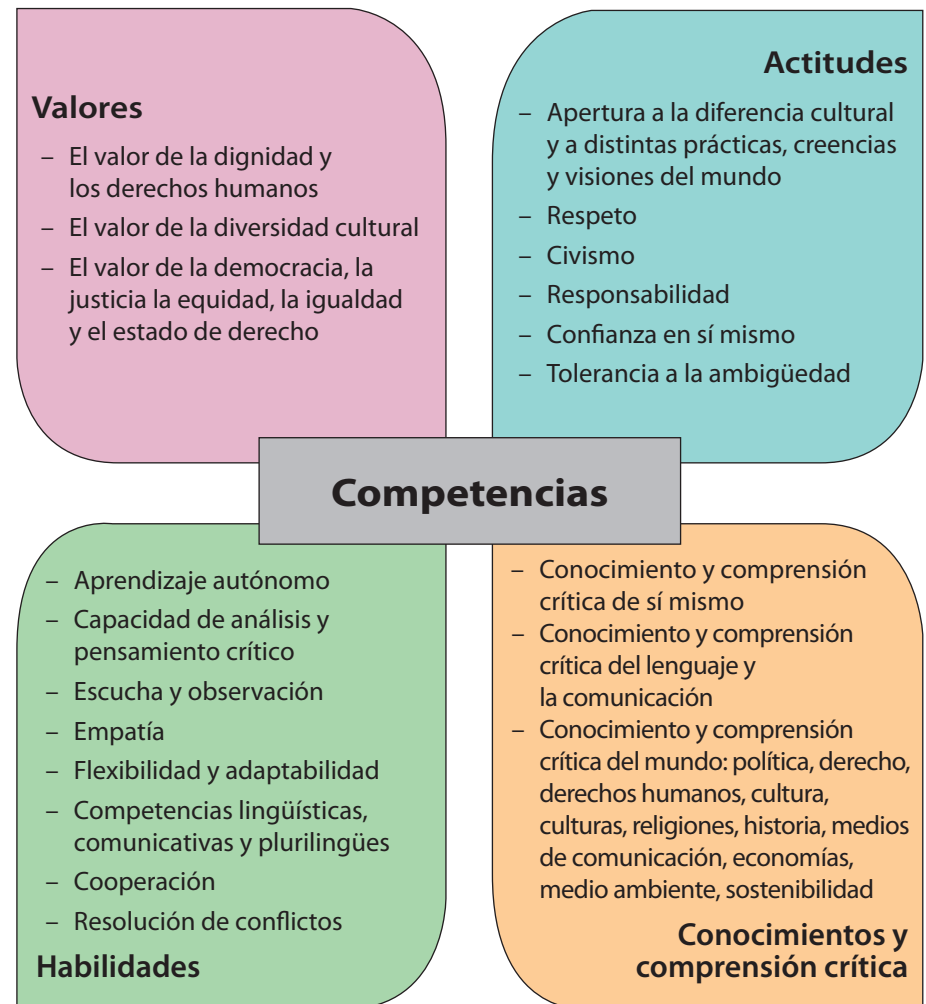 Valores
– El valor de la dignidad y
los derechos humanos
– El valor de la diversidad cultural
– El valor de la democracia, la
justicia la equidad, la igualdad
y el estado de derecho
Actitudes
– Apertura a la diferencia cultural
y a distintas prácticas, creencias
y visiones del mundo
– Respeto
– Civismo
– Responsabilidad
– Confianza en sí mismo
– Tolerancia a la ambigüedad
Competencias
– Aprendizaje autónomo
– Capacidad de análisis y
pensamiento crítico
– Escucha y observación
– Empatía
– Flexibilidad y adaptabilidad
– Competencias lingüísticas,
comunicativas y plurilingües
– Cooperación
– Resolución de conflictos
Habilidades
– Conocimiento y comprensión
crítica de sí mismo
– Conocimiento y comprensión
crítica del lenguaje y
la comunicación
– Conocimiento y comprensión
crítica del mundo: política, derecho,
derechos humanos, cultura,
culturas, religiones, historia, medios
de comunicación, economías,
medio ambiente, sostenibilidad
Conocimientos y
comprensión crítica